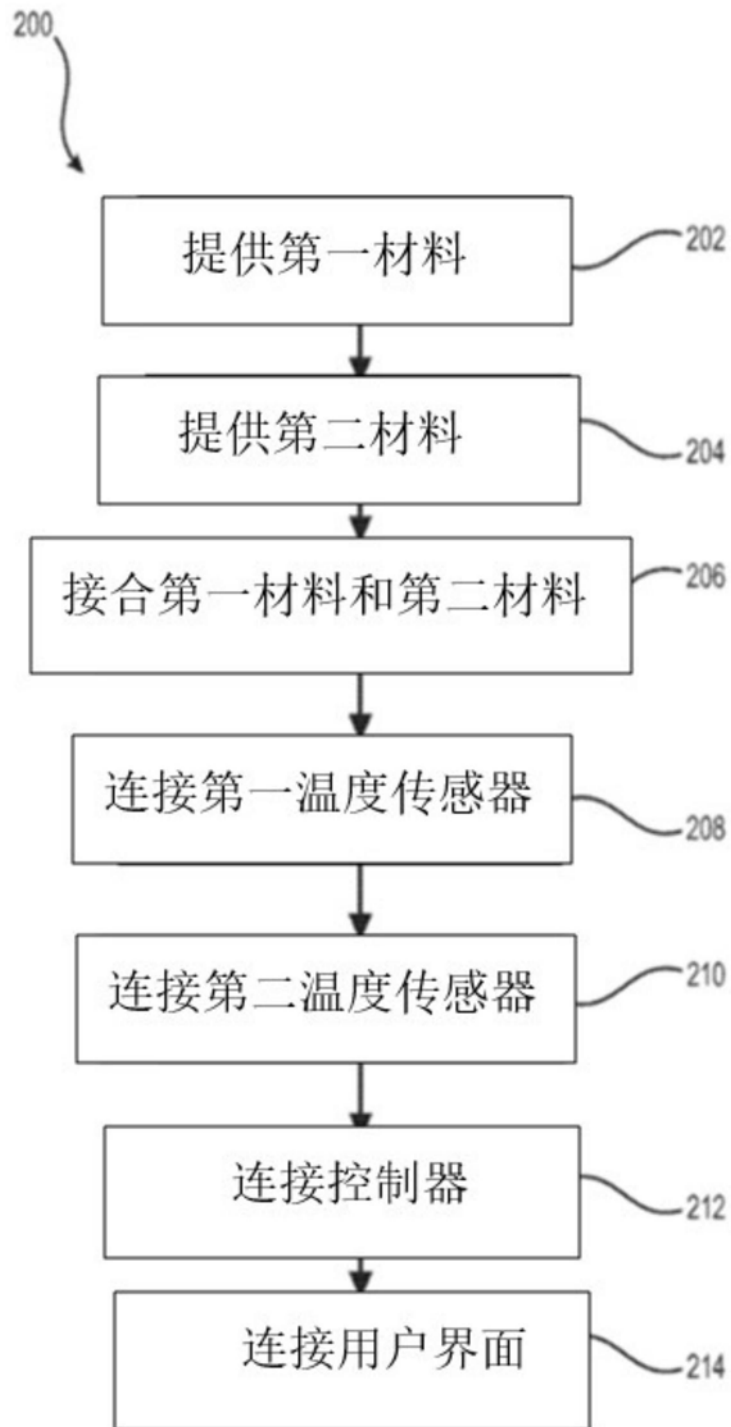 200
提供第一材料
202
提供第二材料
204
接合第一材料和第二材料
206
连接第一温度传感器
208
连接第二温度传感器
210
连接控制器
212
连接用户界面
214